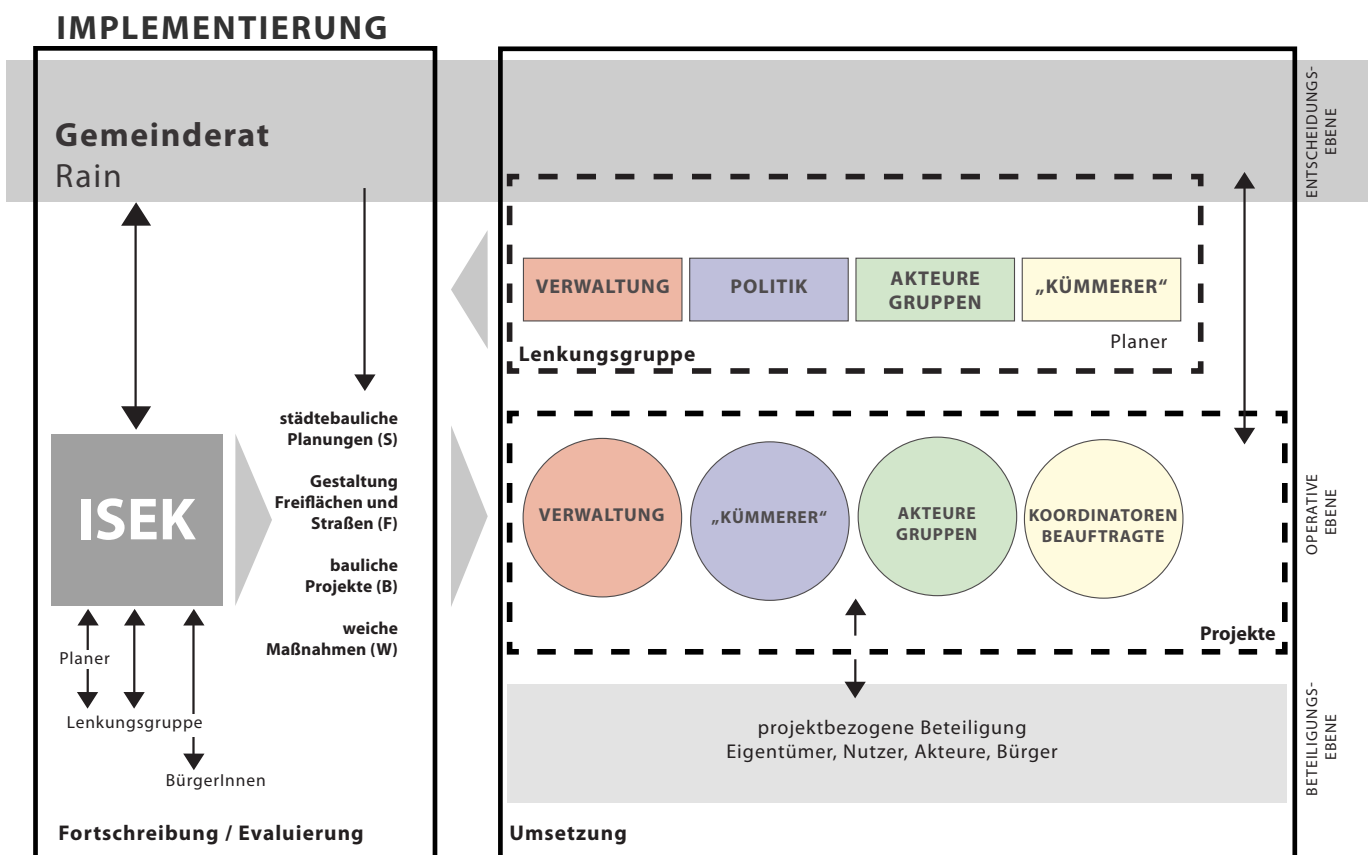 IMPLEMENTIERUNG
Gemeinderat
Rain
ISEK
Planer
Lenkungsgruppe
BürgerInnen
städtebauliche
Planungen (S)
Gestaltung
Freiflächen und
Straßen (F)
bauliche
Projekte (B)
weiche
Maßnahmen (W)
Fortschreibung / Evaluierung
VERWALTUNG
POLITIK
AKTEURE
GRUPPEN
„KÜMMERER“
Planer
Lenkungsgruppe
VERWALTUNG
„KÜMMERER“
AKTEURE
GRUPPEN
KOORDINATOREN
BEAUFTRAGTE
Projekte
projektbezogene Beteiligung
Eigentümer, Nutzer, Akteure, Bürger
Umsetzung
ENTSCHEIDUNGS-
EBENE
OPERATIVE
EBENE
BETEILIGUNGS-
EBENE